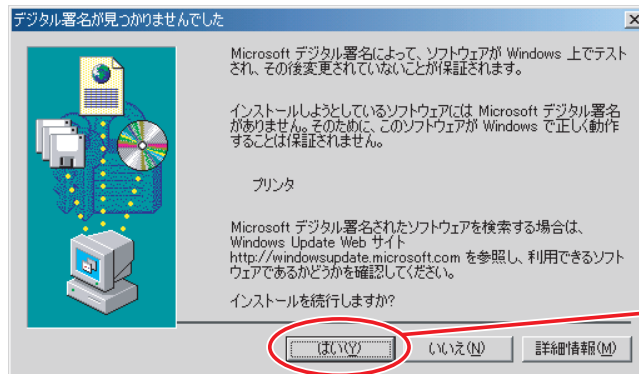 デジタル署名が見つかりませんでした
Microsoft デジタル署名によって、ソフトウェアが Windows 上でテスト
され、その後変更されていないことが保証されます。
インストールしようとしているソフトウェアには Microsoft デジタル署名
がありません。そのために、このソフトウェアが Windows で正しく動作
することは保証されません。
プリンタ
Microsoft デジタル署名されたソフトウェアを検索する場合は、
Windows Update Web サイト
http://windowsupdate.microsoft.com を参照し、利用できるソフト
ウェアであるかどうかを確認してください。
インストールを続行しますか?
はい(Y) いいえ(N) 詳細情報(M)